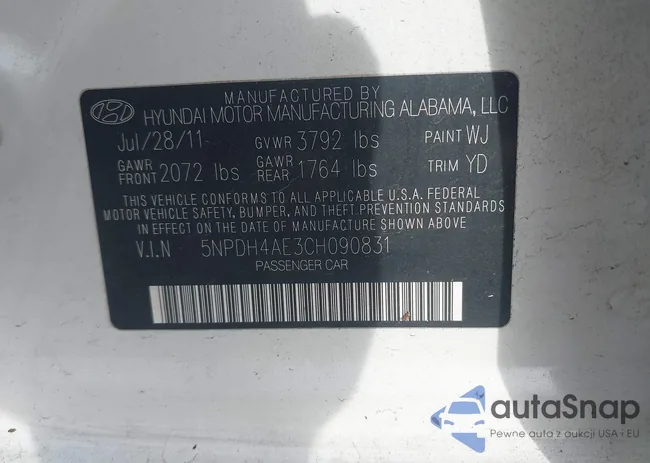 MANUFACTURED BY
HYUNDAI MOTOR MANUFACTURING ALABAMA, LLC
Jul/28/11 GVWR 3792 lbs PAINT WJ
GAWR FRONT 2072 lbs GAWR REAR 1764 lbs TRIM YD
THIS VEHICLE CONFORMS TO ALL APPLICABLE U.S.A. FEDERAL
MOTOR VEHICLE SAFETY, BUMPER, AND THEFT PREVENTION STANDARDS
IN EFFECT ON THE DATE OF MANUFACTURE SHOWN ABOVE
V.I.N 5NPDH4AE3CH090831
PASSENGER CAR
autaSnap
Pewne auta z aukcji USA i EU